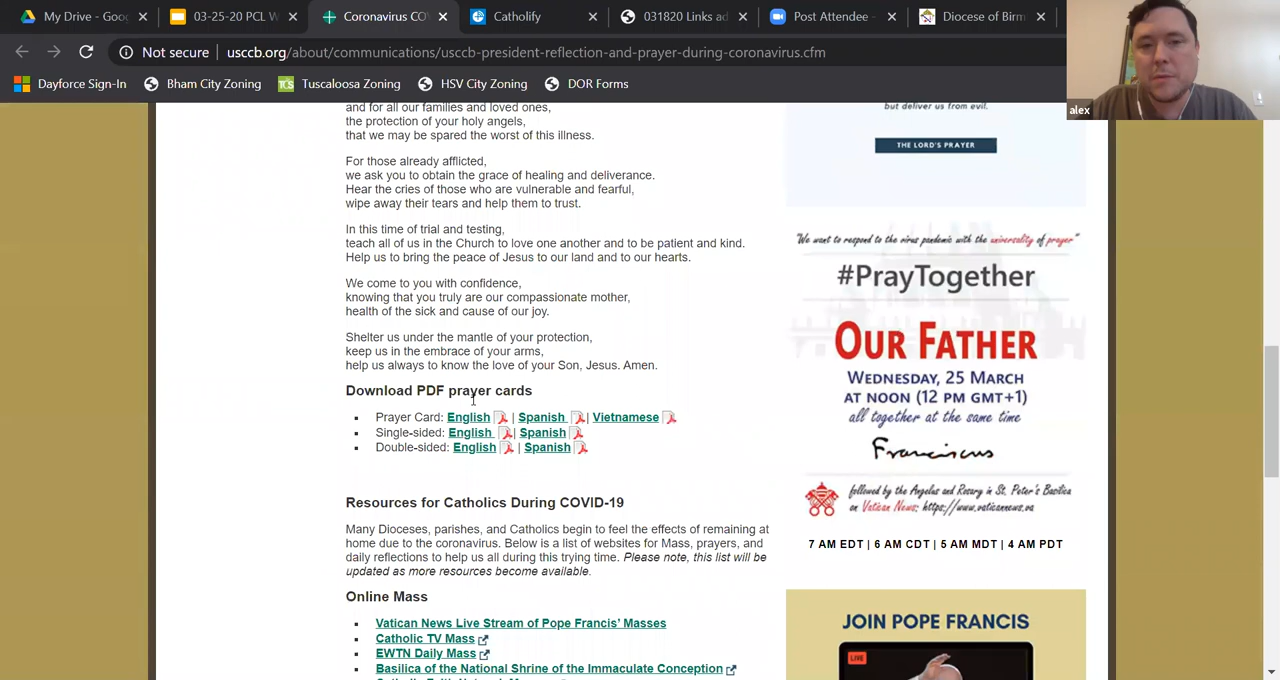 My Drive - Goo
03-25-20 PCL W
Coronavirus CO
Catholify
031820 Links ad
Post Attendee -
Diocese of Birm
Not secure
usccb.org/about/communications/usccb-president-reflection-and-prayer-during-coronavirus.cfm
Dayforce Sign-In
Bham City Zoning
Tuscaloosa Zoning
HSV City Zoning
DOR Forms
alex
and for all our families and loved ones,
the protection of your holy angels,
that we may be spared the worst of this illness.
For those already afflicted,
we ask you to obtain the grace of healing and deliverance.
Hear the cries of those who are vulnerable and fearful,
wipe away their tears and help them to trust.
In this time of trial and testing,
teach all of us in the Church to love one another and to be patient and kind.
Help us to bring the peace of Jesus to our land and to our hearts.
We come to you with confidence,
knowing that you truly are our compassionate mother,
health of the sick and cause of our joy.
Shelter us under the mantle of your protection,
keep us in the embrace of your arms,
help us always to know the love of your Son, Jesus. Amen.
Download PDF prayer cards
Prayer Card: English | Spanish | Vietnamese
Single-sided: English | Spanish
Double-sided: English | Spanish
Resources for Catholics During COVID-19
Many Dioceses, parishes, and Catholics begin to feel the effects of remaining at
home due to the coronavirus. Below is a list of websites for Mass, prayers, and
daily reflections to help us all during this trying time. Please note, this list will be
updated as more resources become available.
Online Mass
Vatican News Live Stream of Pope Francis' Masses
Catholic TV Mass
EWTN Daily Mass
Basilica of the National Shrine of the Immaculate Conception
but deliver us from evil.
THE LORD'S PRAYER
"We want to respond to the virus pandemic with the universality of prayer"
#PrayTogether
OUR FATHER
WEDNESDAY, 25 MARCH
AT NOON (12 PM GMT+1)
all together at the same time
Franciscus
followed by the Angelus and Rosary in St. Peter's Basilica
on Vatican News: https://www.vaticannews.va
7 AM EDT | 6 AM CDT | 5 AM MDT | 4 AM PDT
JOIN POPE FRANCIS
LIVE